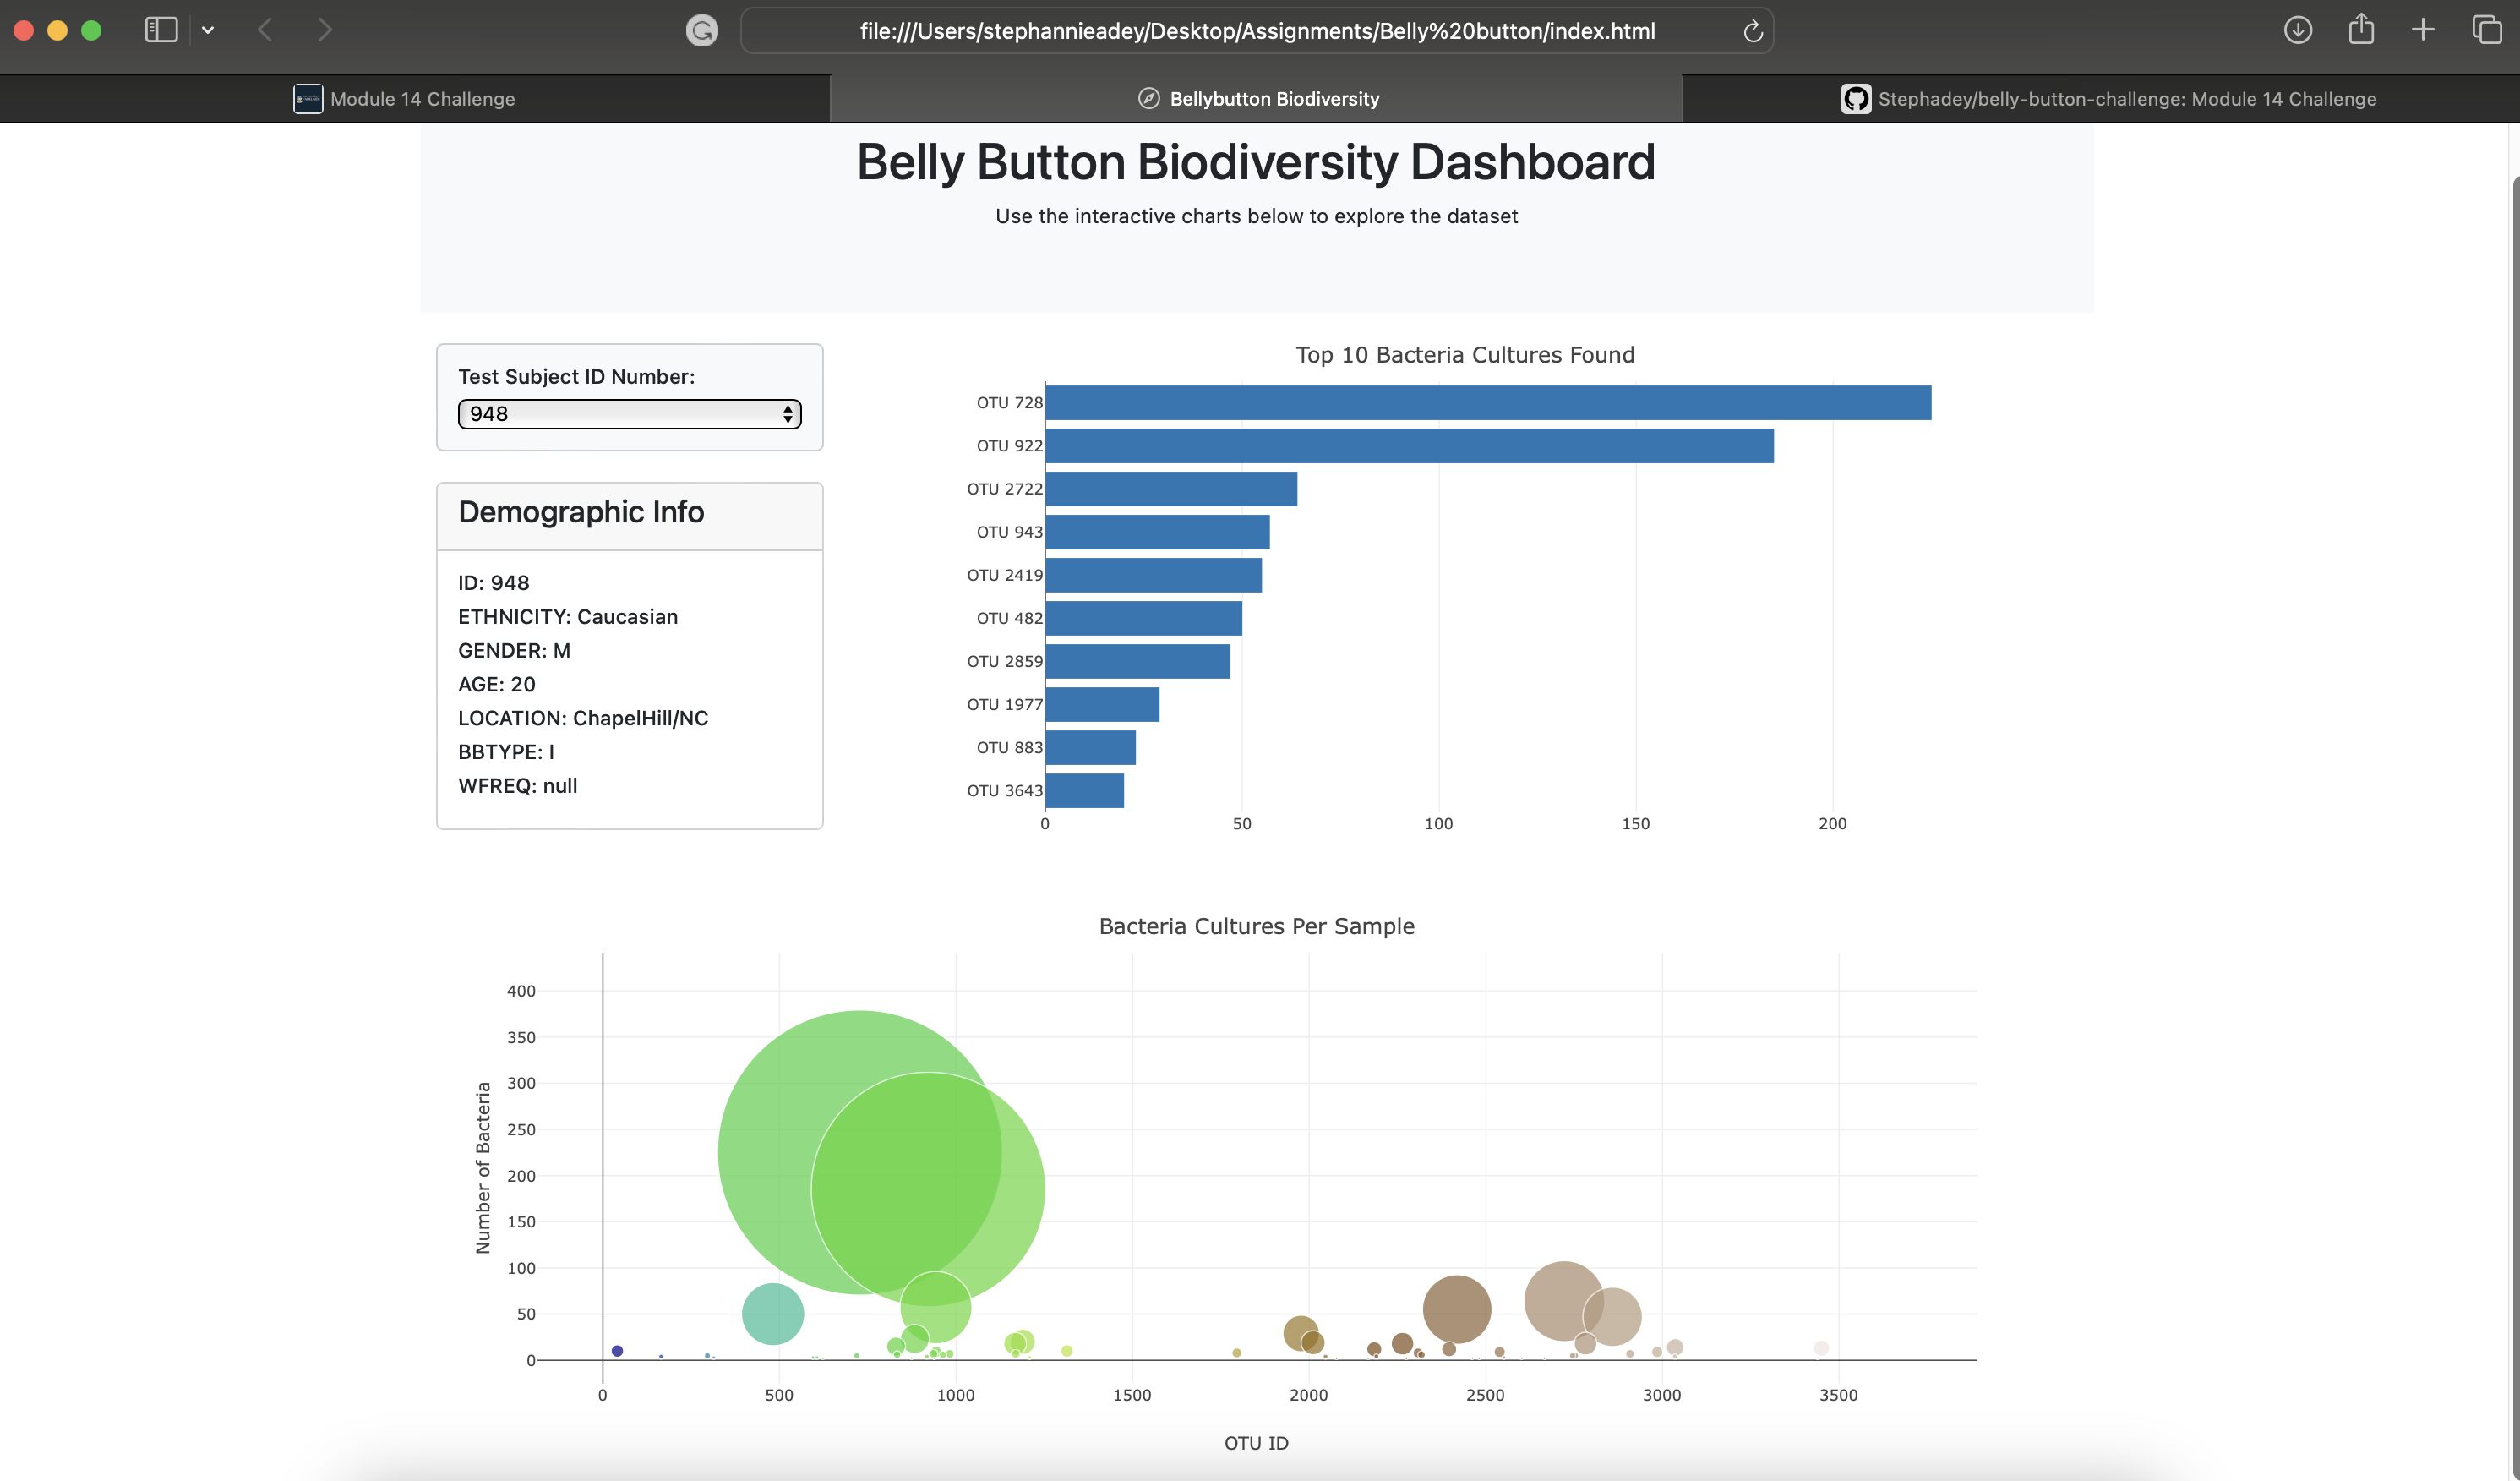 file:///Users/stephannieadey/Desktop/Assignments/Belly%20button/index.html
Module 14 Challenge
Bellybutton Biodiversity
Stephadey/belly-button-challenge: Module 14 Challenge
Belly Button Biodiversity Dashboard
Use the interactive charts below to explore the dataset
Test Subject ID Number:
948
Demographic Info
ID: 948
ETHNICITY: Caucasian
GENDER: M
AGE: 20
LOCATION: ChapelHill/NC
BBTYPE: I
WFREQ: null
Top 10 Bacteria Cultures Found
OTU 728
OTU 922
OTU 2722
OTU 943
OTU 2419
OTU 482
OTU 2859
OTU 1977
OTU 883
OTU 3643
0 50 100 150 200
Bacteria Cultures Per Sample
Number of Bacteria
400
350
300
250
200
150
100
50
0
0 500 1000 1500 2000 2500 3000 3500
OTU ID